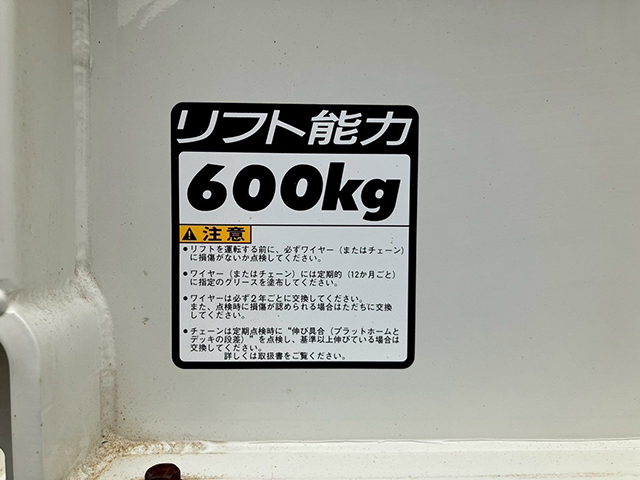 リフト能力
600kg
注意
●リフトを運転する前に、必ずワイヤー（またはチェーン）
に損傷がないか点検してください。
●ワイヤー（またはチェーン）には定期的（12か月ごと）
に指定のグリースを塗布してください。
●ワイヤーは必ず2年ごとに交換してください。
また、点検時に損傷が認められる場合はただちに交換
してください。
●チェーンは定期点検時に“伸び具合（プラットホームと
デッキの段差）”を点検し、基準以上伸びている場合は
交換してください。
詳しくは取扱書をご覧ください。